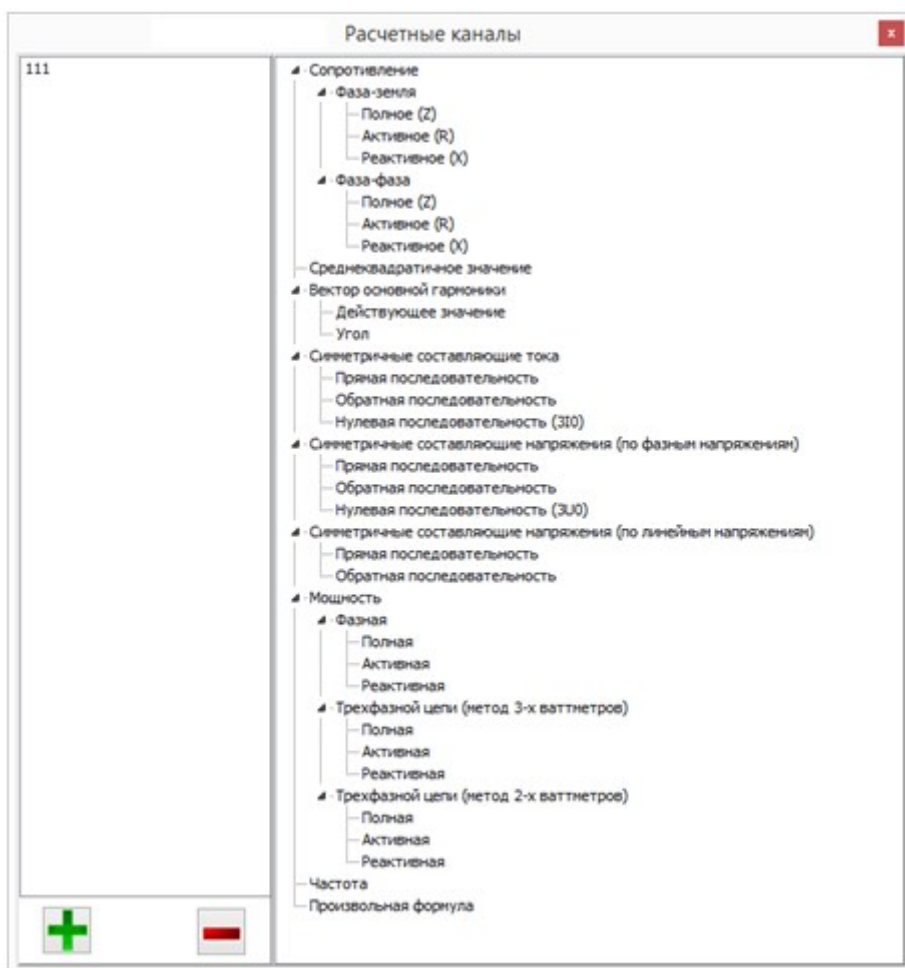 Расчетные каналы
x
111
Сопротивление
Фаза-земля
Полное (Z)
Активное (R)
Реактивное (X)
Фаза-фаза
Полное (Z)
Активное (R)
Реактивное (X)
Среднеквадратичное значение
Вектор основной гармоники
Действующее значение
Угол
Симметричные составляющие тока
Прямая последовательность
Обратная последовательность
Нулевая последовательность (3I0)
Симметричные составляющие напряжения (по фазным напряжениям)
Прямая последовательность
Обратная последовательность
Нулевая последовательность (3U0)
Симметричные составляющие напряжения (по линейным напряжениям)
Прямая последовательность
Обратная последовательность
Мощность
Фазная
Полная
Активная
Реактивная
Трехфазной цепи (метод 3-х ваттметров)
Полная
Активная
Реактивная
Трехфазной цепи (метод 2-х ваттметров)
Полная
Активная
Реактивная
Частота
Произвольная формула